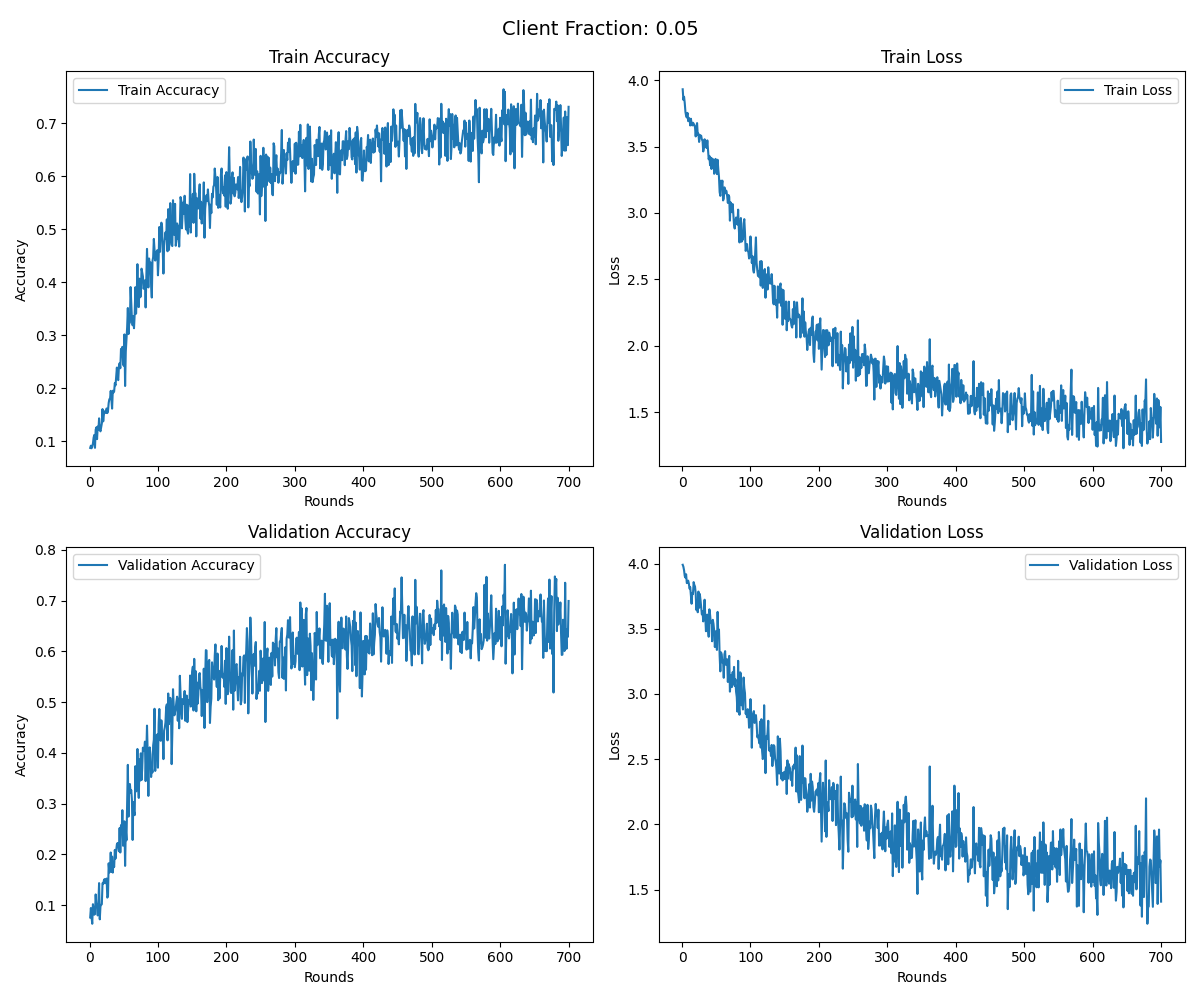 Client Fraction: 0.05
Train Accuracy
Train Accuracy
0.7
0.6
0.5
0.4
0.3
0.2
0.1
Accuracy
0 100 200 300 400 500 600 700
Rounds
Train Loss
Train Loss
4.0
3.5
3.0
2.5
2.0
1.5
Loss
0 100 200 300 400 500 600 700
Rounds
Validation Accuracy
Validation Accuracy
0.8
0.7
0.6
0.5
0.4
0.3
0.2
0.1
Accuracy
0 100 200 300 400 500 600 700
Rounds
Validation Loss
Validation Loss
4.0
3.5
3.0
2.5
2.0
1.5
Loss
0 100 200 300 400 500 600 700
Rounds